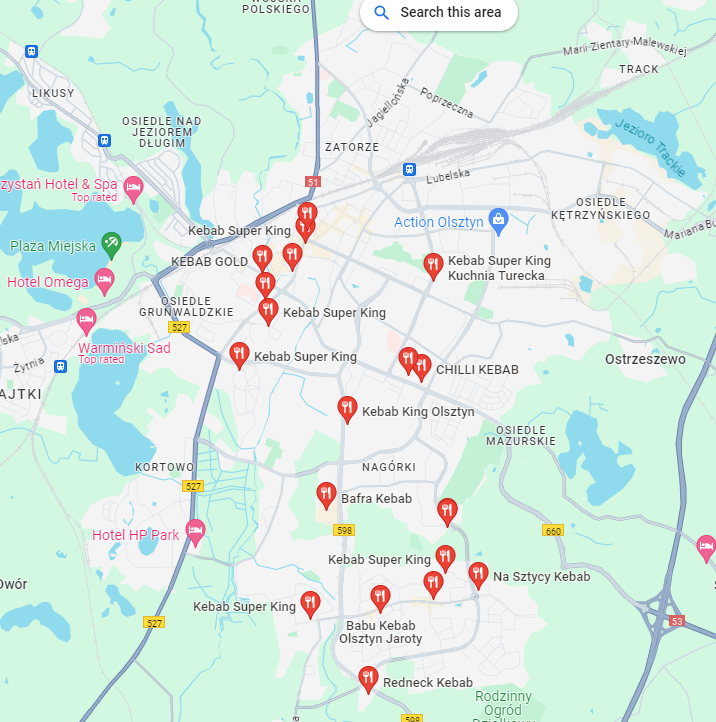 WOJSKA
POLSKIEGO
Search this area
Marii-Zientary-Malewskiej
TRACK
LIKUSY
Jagiellońska
Poprzeczna
OSIEDLE NAD
JEZIOREM
DŁUGIM
ZATORZE
Jezioro Trackie
Lubelska
51
zystań Hotel & Spa
Top rated
OSIEDLE
KĘTRZYŃSKIEGO
Action Olsztyn
Kebab Super King
Plaża Miejska
KEBAB GOLD
Kebab Super King
Kuchnia Turecka
Hotel Omega
OSIEDLE
GRUNWALDZKIE
Kebab Super King
527
Warmiński Sad
Top rated
Kebab Super King
Żytnia
Ostrzeszewo
CHILLI KEBAB
AJTKI
Kebab King Olsztyn
OSIEDLE
MAZURSKIE
KORTOWO
NAGÓRKI
527
Bafra Kebab
Hotel HP Park
598
660
Kebab Super King
Na Sztycy Kebab
Kebab Super King
Babu Kebab
Olsztyn Jaroty
527
53
Redneck Kebab
Rodzinny
Ogród
598